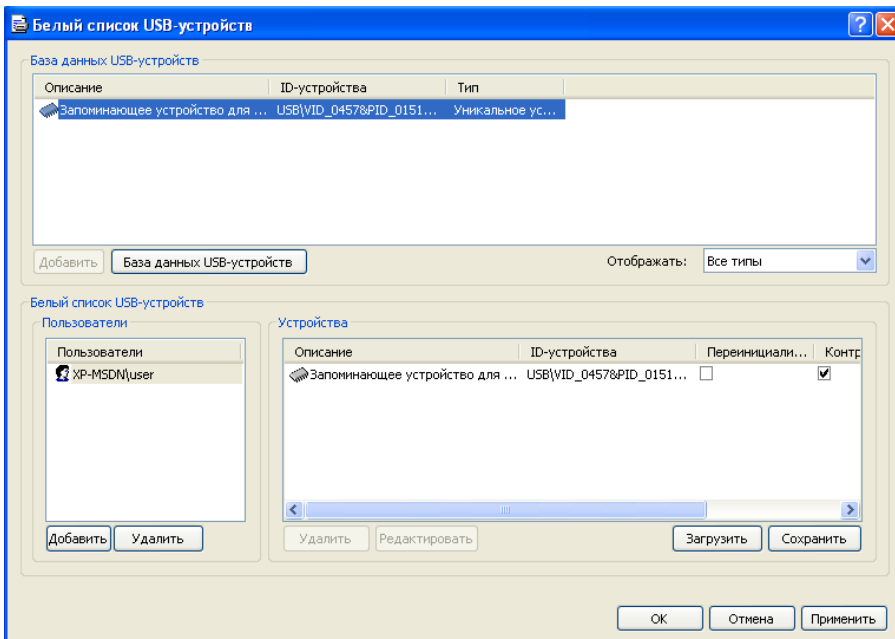 Белый список USB-устройств
База данных USB-устройств
Описание ID-устройства Тип
Запоминающее устройство для ... USB\VID_0457&PID_0151... Уникальное ус...
Добавить База данных USB-устройств Отображать: Все типы
Белый список USB-устройств
Пользователи
Пользователи
XP-MSDN\user
Добавить Удалить
Устройства
Описание ID-устройства Переинициали... Контр
Запоминающее устройство для ... USB\VID_0457&PID_0151...
Удалить Редактировать Загрузить Сохранить
OK Отмена Применить